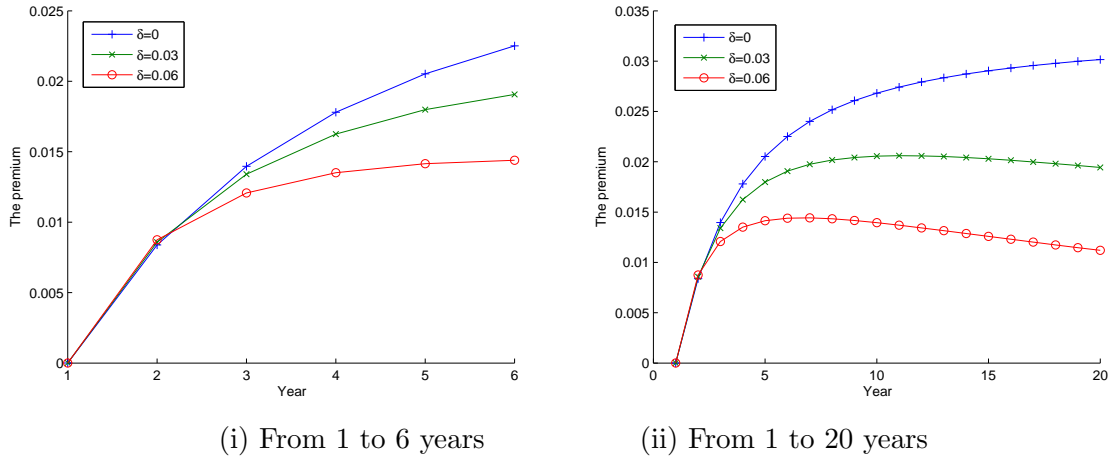 0.025
0.02
0.015
0.01
0.005
0
The premium
δ=0
δ=0.03
δ=0.06
1 2 3 4 5 6
Year
(i) From 1 to 6 years
0.035
0.03
0.025
0.02
0.015
0.01
0.005
0
The premium
δ=0
δ=0.03
δ=0.06
0 5 10 15 20
Year
(ii) From 1 to 20 years